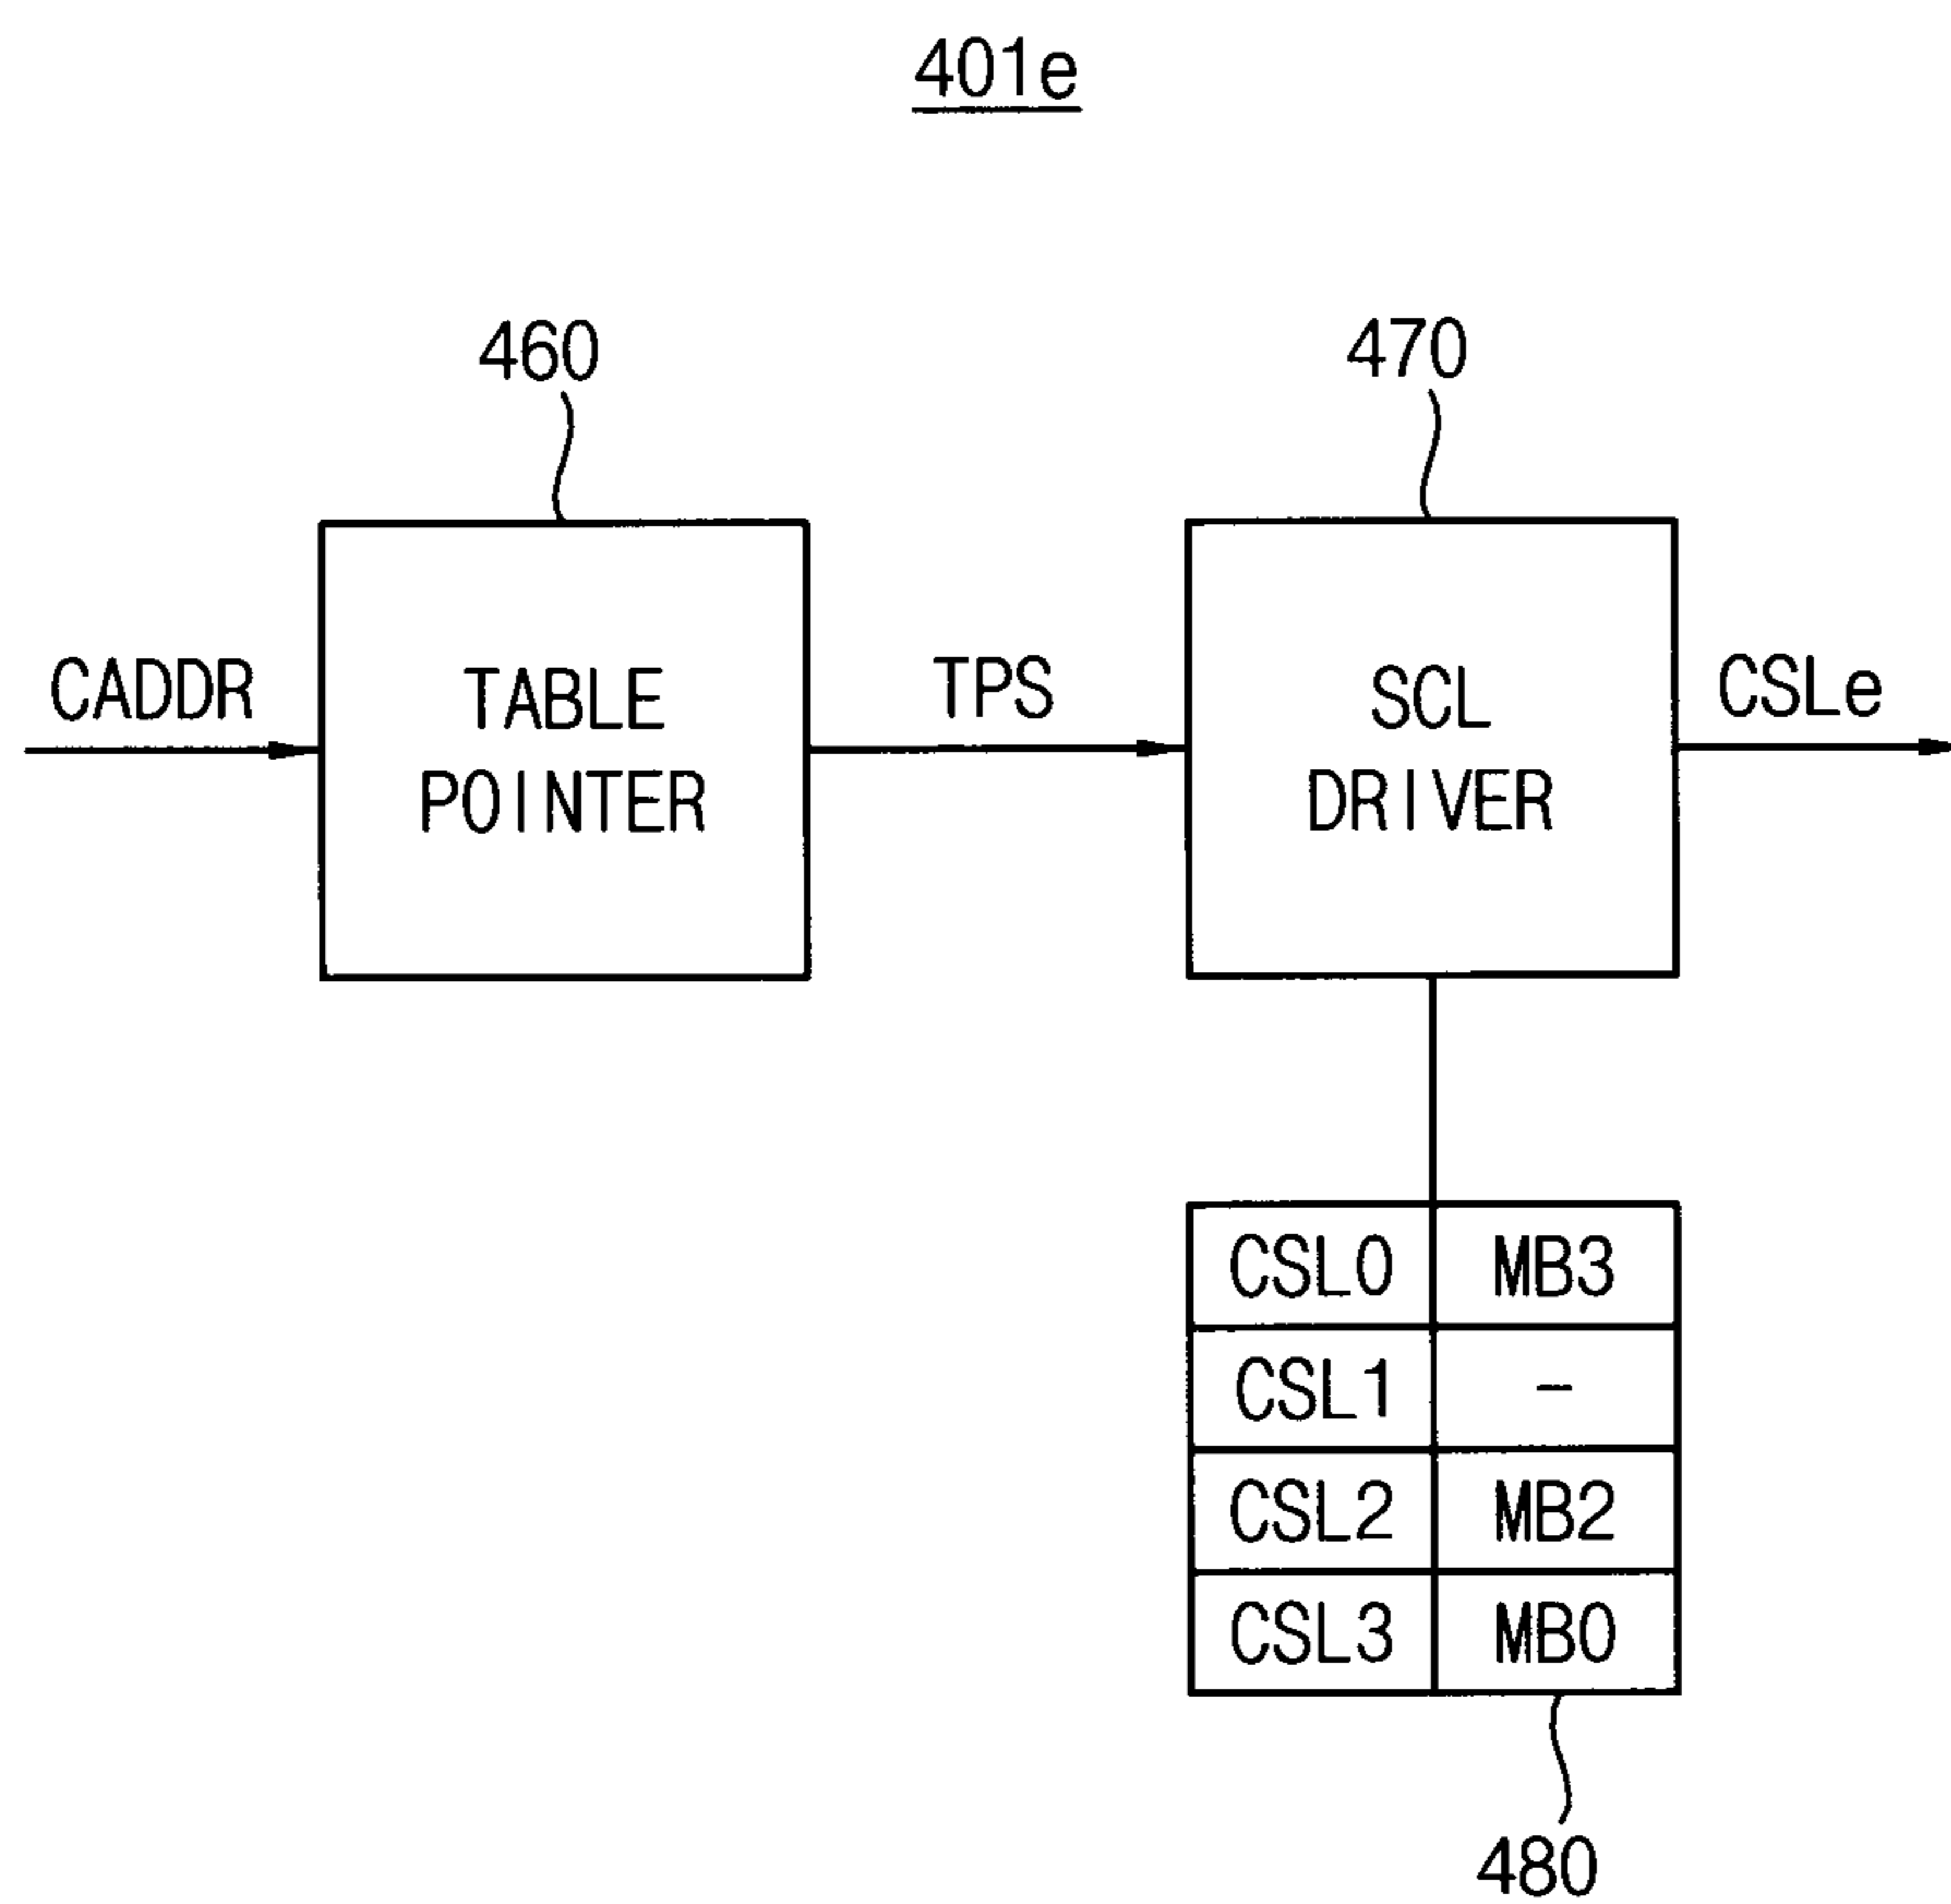 401e
460
470
CADDR
TABLE
POINTER
TPS
SCL
DRIVER
CSLe
CSL0 MB3
CSL1 -
CSL2 MB2
CSL3 MB0
480